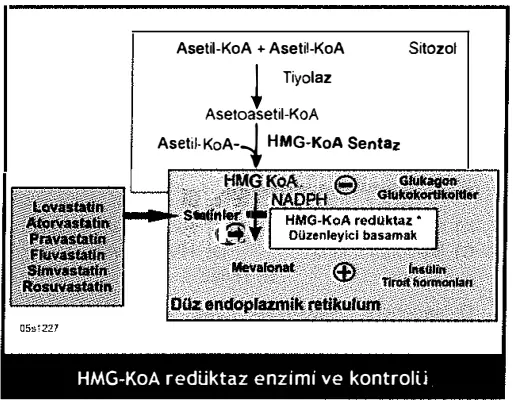 Asetil-KoA + Asetil-KoA
Sitozol
Tiyolaz
Asetoasetil-KoA
Asetil-KoA
HMG-KoA Sentaz
HMG KoA
Glukagon
Glukokortikoitler
NADPH
Lovastatin
Atorvastatin
Pravastatin
Fluvastatin
Simvastatin
Rosuvastatin
Statinler
HMG-KoA redüktaz *
Düzenleyici basamak
Mevalonat
İnsülin
Tiroit hormonları
Düz endoplazmik retikulum
05s1227
HMG-KoA redüktaz enzimi ve kontrolü